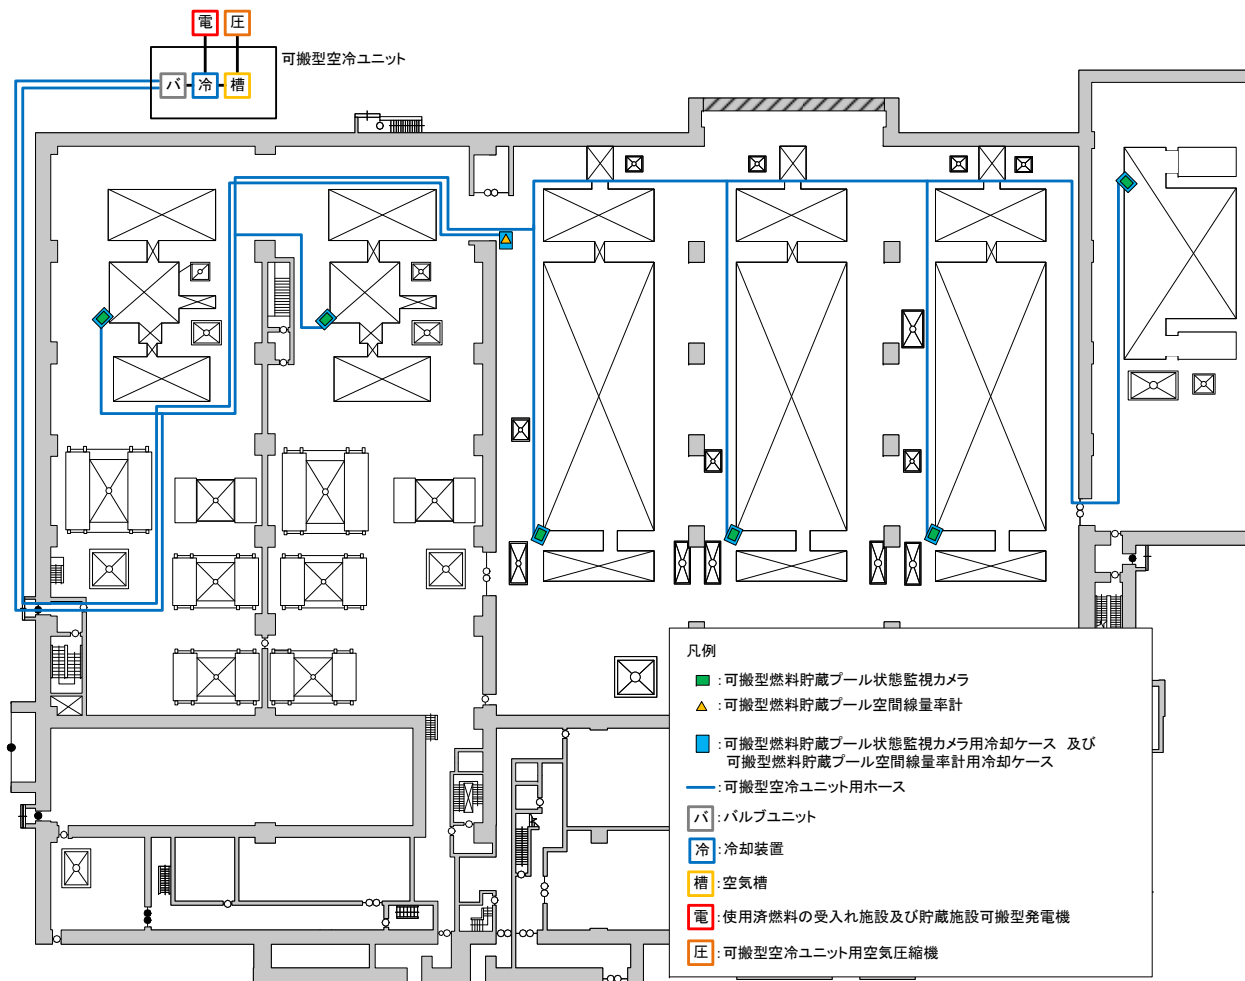 電 圧
可搬型空冷ユニット
バ 冷 槽
凡例
：可搬型燃料貯蔵プール状態監視カメラ
：可搬型燃料貯蔵プール空間線量率計
：可搬型燃料貯蔵プール状態監視カメラ用冷却ケース 及び
可搬型燃料貯蔵プール空間線量率計用冷却ケース
：可搬型空冷ユニット用ホース
バ：バルブユニット
冷：冷却装置
槽：空気槽
電：使用済燃料の受入れ施設及び貯蔵施設可搬型発電機
圧：可搬型空冷ユニット用空気圧縮機